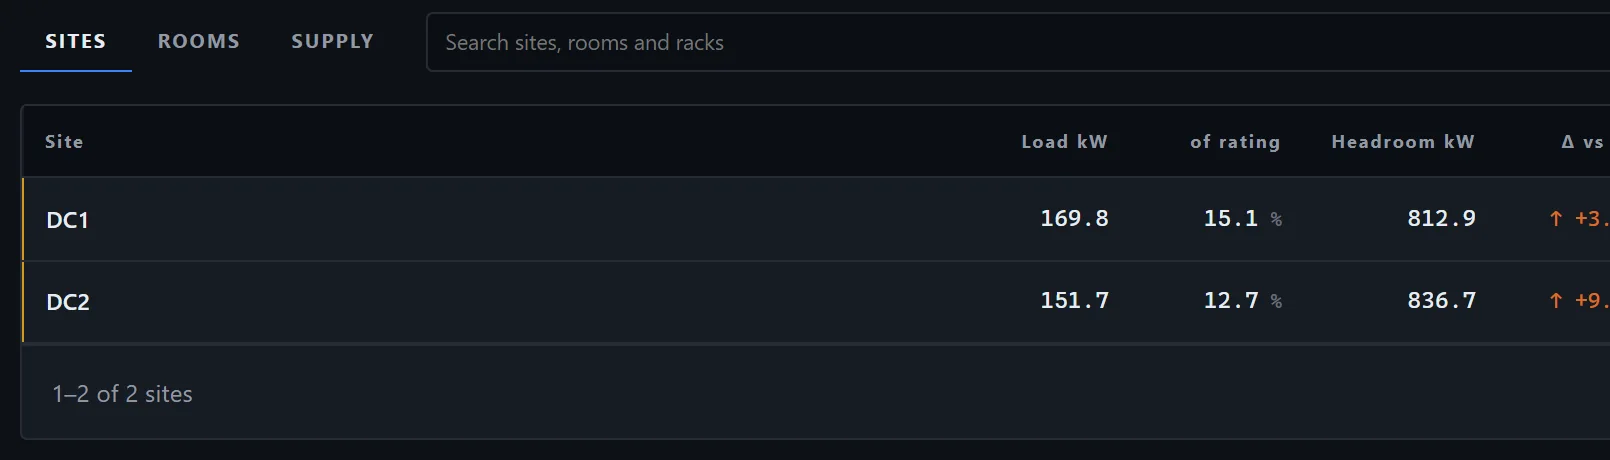 SITES ROOMS SUPPLY Search sites, rooms and racks
Site Load kW of rating Headroom kW Δ vs
DC1 169.8 15.1 % 812.9 ↑ +3.
DC2 151.7 12.7 % 836.7 ↑ +9.
1–2 of 2 sites